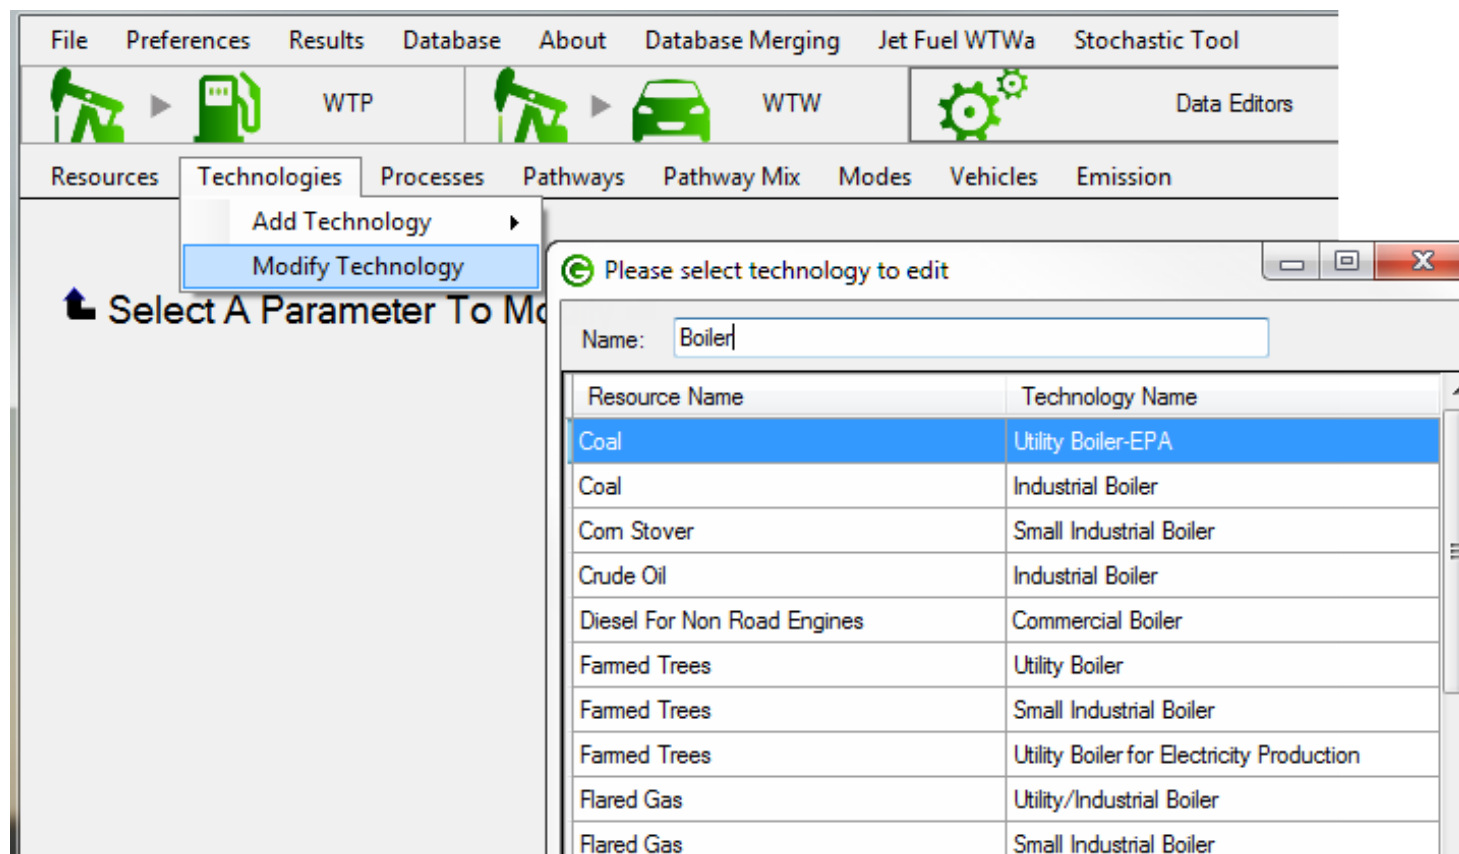 File Preferences Results Database About Database Merging Jet Fuel WTWa Stochastic Tool
WTP WTW Data Editors
Resources Technologies Processes Pathways Pathway Mix Modes Vehicles Emission
Add Technology
Modify Technology
Select A Parameter To Mo
Please select technology to edit
Name: Boiler
Resource Name Technology Name
Coal Utility Boiler-EPA
Coal Industrial Boiler
Corn Stover Small Industrial Boiler
Crude Oil Industrial Boiler
Diesel For Non Road Engines Commercial Boiler
Farmed Trees Utility Boiler
Farmed Trees Small Industrial Boiler
Farmed Trees Utility Boiler for Electricity Production
Flared Gas Utility/Industrial Boiler
Flared Gas Small Industrial Boiler